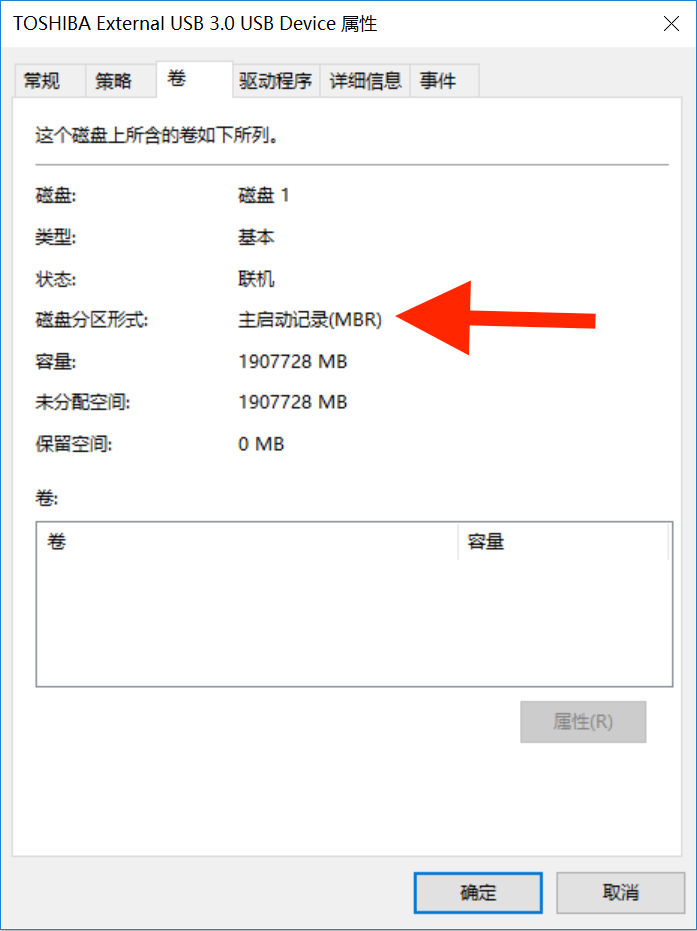 TOSHIBA External USB 3.0 USB Device 属性
常规 策略 卷 驱动程序 详细信息 事件
这个磁盘上所含的卷如下所列。
磁盘: 磁盘 1
类型: 基本
状态: 联机
磁盘分区形式: 主启动记录(MBR)
容量: 1907728 MB
未分配空间: 1907728 MB
保留空间: 0 MB
卷:
卷 容量
属性(R)
确定 取消